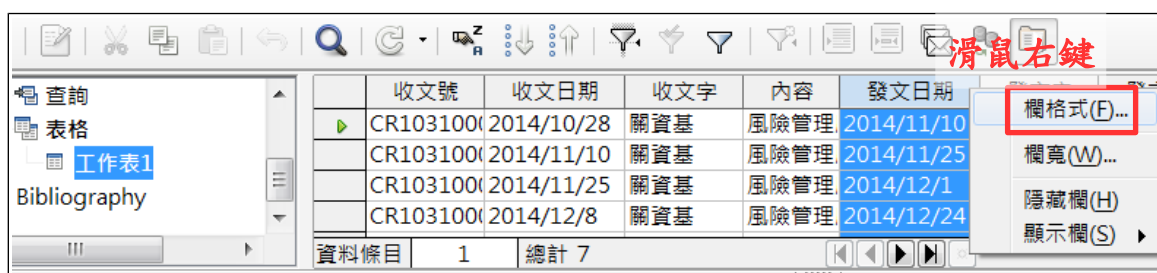 滑鼠右鍵
查詢
表格
工作表1
Bibliography
收文號 收文日期 收文字 內容 發文日期
CR103100 2014/10/28 關資基 風險管理 2014/11/10
CR103100 2014/11/10 關資基 風險管理 2014/11/25
CR103100 2014/11/25 關資基 風險管理 2014/12/1
CR103100 2014/12/8 關資基 風險管理 2014/12/24
資料條目 1 總計 7
欄格式(F)...
欄寬(W)...
隱藏欄(H)
顯示欄(S)